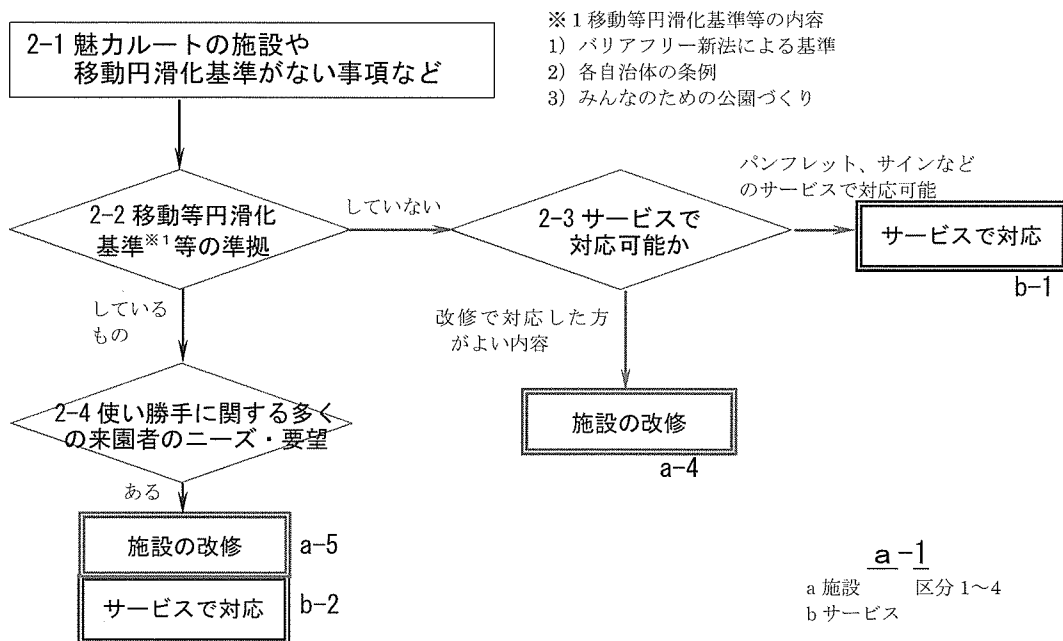 2-1 魅力ルートの施設や
移動円滑化基準がない事項など
※1移動等円滑化基準等の内容
1) バリアフリー新法による基準
2) 各自治体の条例
3) みんなのための公園づくり
2-2 移動等円滑化
基準※1等の準拠
していない
2-3 サービスで
対応可能か
パンフレット、サインなど
のサービスで対応可能
サービスで対応
b-1
している
もの
改修で対応した方
がよい内容
施設の改修
a-4
2-4 使い勝手に関する多く
の来園者のニーズ・要望
ある
施設の改修
a-5
サービスで対応
b-2
a-1
a 施設 区分 1～4
b サービス